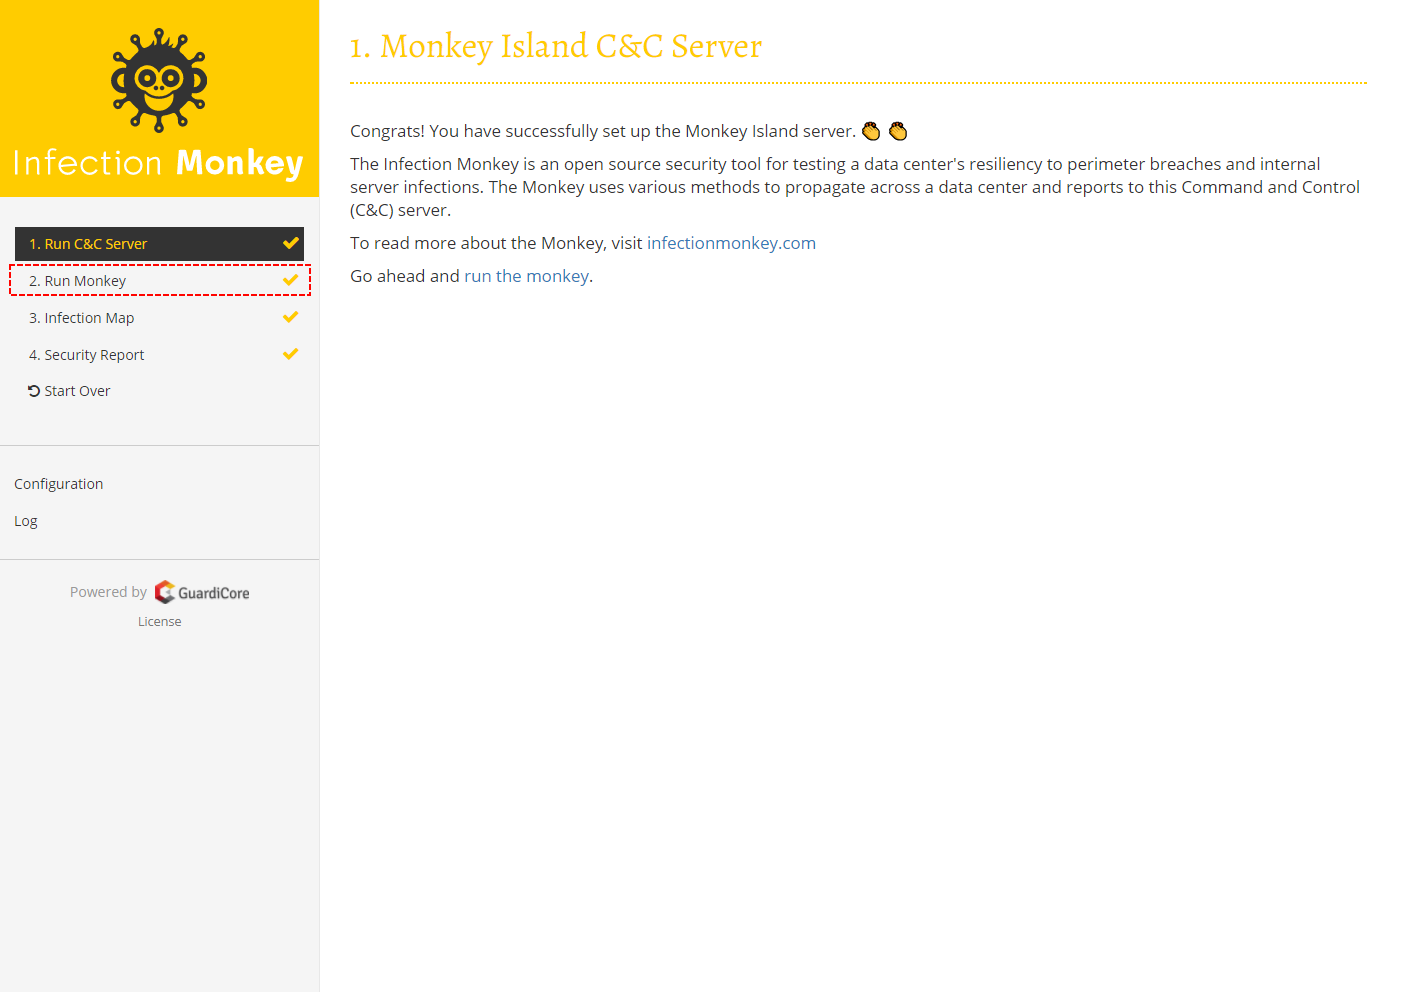 Infection Monkey
1. Run C&C Server
2. Run Monkey
3. Infection Map
4. Security Report
Start Over
Configuration
Log
Powered by GuardiCore
License
1. Monkey Island C&C Server
Congrats! You have successfully set up the Monkey Island server.
The Infection Monkey is an open source security tool for testing a data center's resiliency to perimeter breaches and internal
server infections. The Monkey uses various methods to propagate across a data center and reports to this Command and Control
(C&C) server.
To read more about the Monkey, visit infectionmonkey.com
Go ahead and run the monkey.